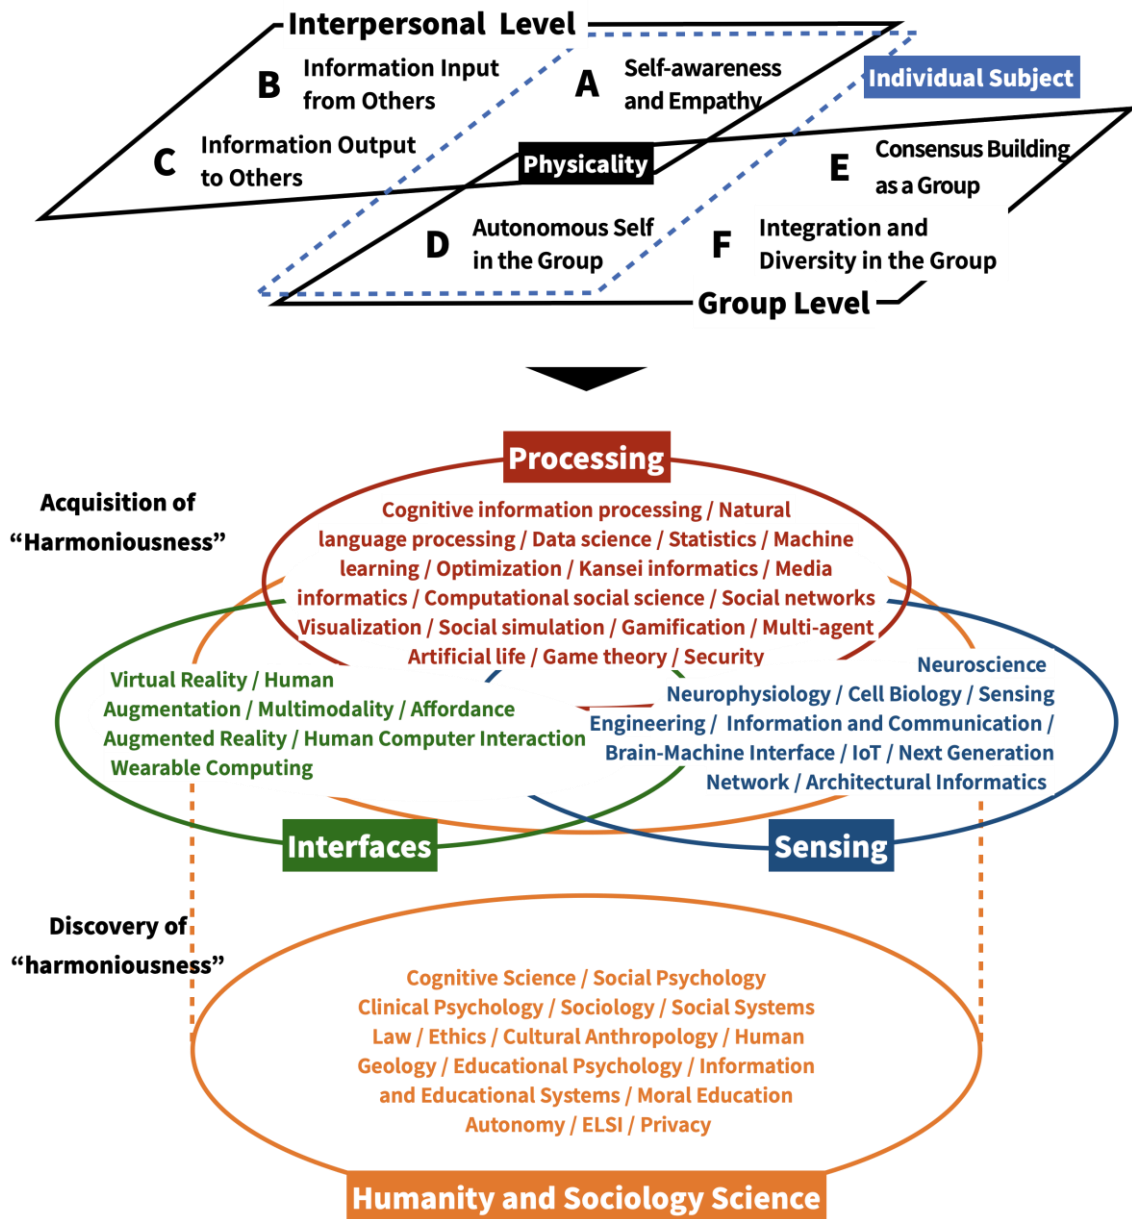 Interpersonal Level
B
Information Input
from Others
A
Self-awareness
and Empathy
Individual Subject
C
Information Output
to Others
Physicality
E
Consensus Building
as a Group
D
Autonomous Self
in the Group
F
Integration and
Diversity in the Group
Group Level
Processing
Acquisition of
“Harmoniousness”
Cognitive information processing / Natural
language processing / Data science / Statistics / Machine
learning / Optimization / Kansei informatics / Media
informatics / Computational social science / Social networks
Visualization / Social simulation / Gamification / Multi-agent
Artificial life / Game theory / Security
Virtual Reality / Human
Augmentation / Multimodality / Affordance
Augmented Reality / Human Computer Interaction
Wearable Computing
Neuroscience
Neurophysiology / Cell Biology / Sensing
Engineering / Information and Communication /
Brain-Machine Interface / IoT / Next Generation
Network / Architectural Informatics
Interfaces
Sensing
Discovery of
“harmoniousness”
Cognitive Science / Social Psychology
Clinical Psychology / Sociology / Social Systems
Law / Ethics / Cultural Anthropology / Human
Geology / Educational Psychology / Information
and Educational Systems / Moral Education
Autonomy / ELSI / Privacy
Humanity and Sociology Science